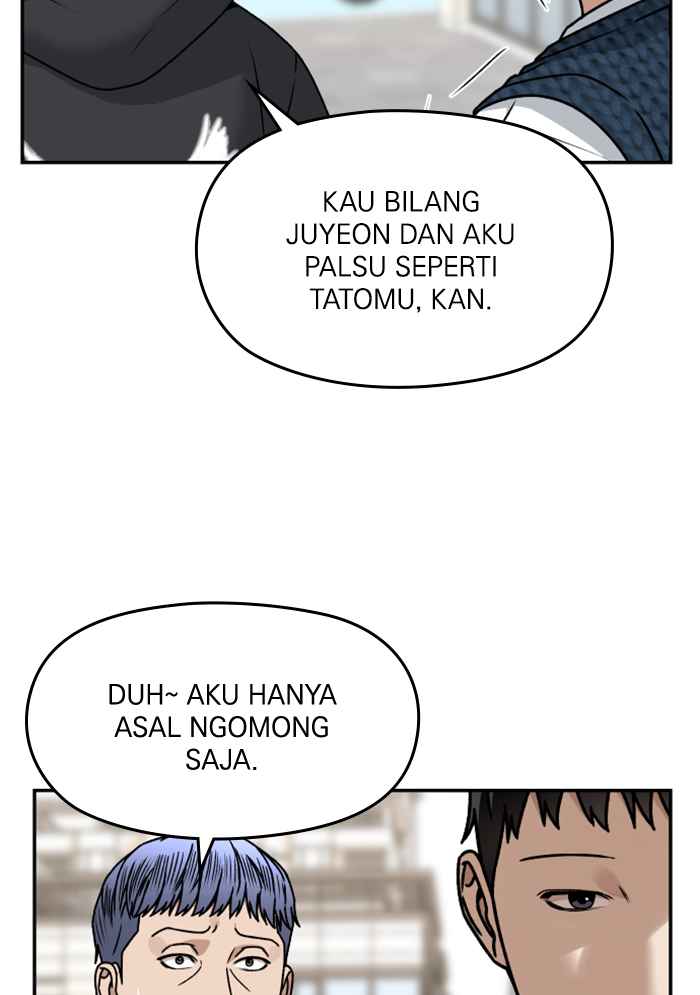 KAU BILANG
JUYEON DAN AKU
PALSU SEPERTI
TATOMU, KAN.
DUH~ AKU HANYA
ASAL NGOMONG
SAJA.